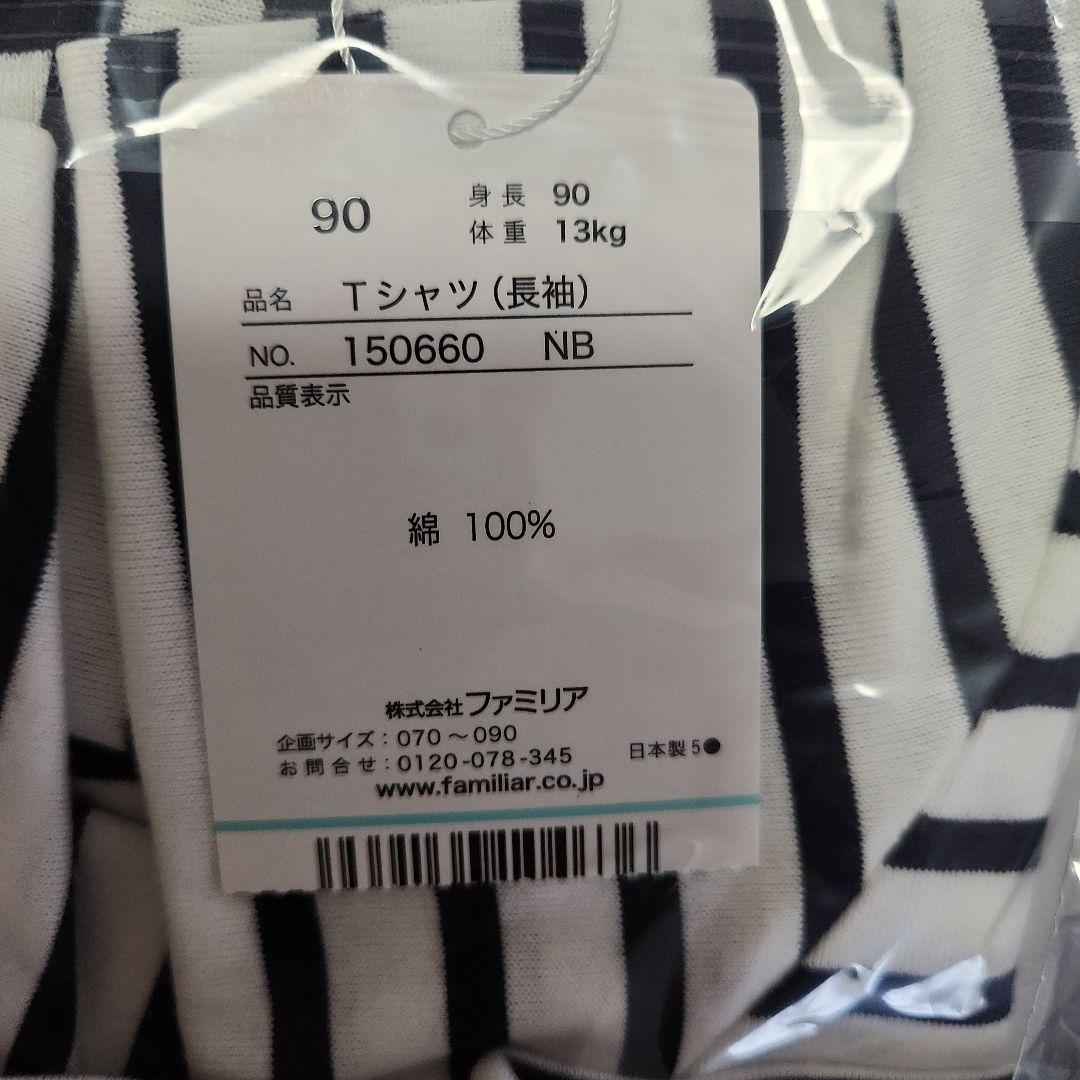 90
身長 90
体重 13kg
品名 Tシャツ(長袖)
NO. 150660 NB
品質表示
綿 100%
株式会社ファミリア
企画サイズ:070~090
お問合せ:0120-078-345
日本製 5●
www.familiar.co.jp